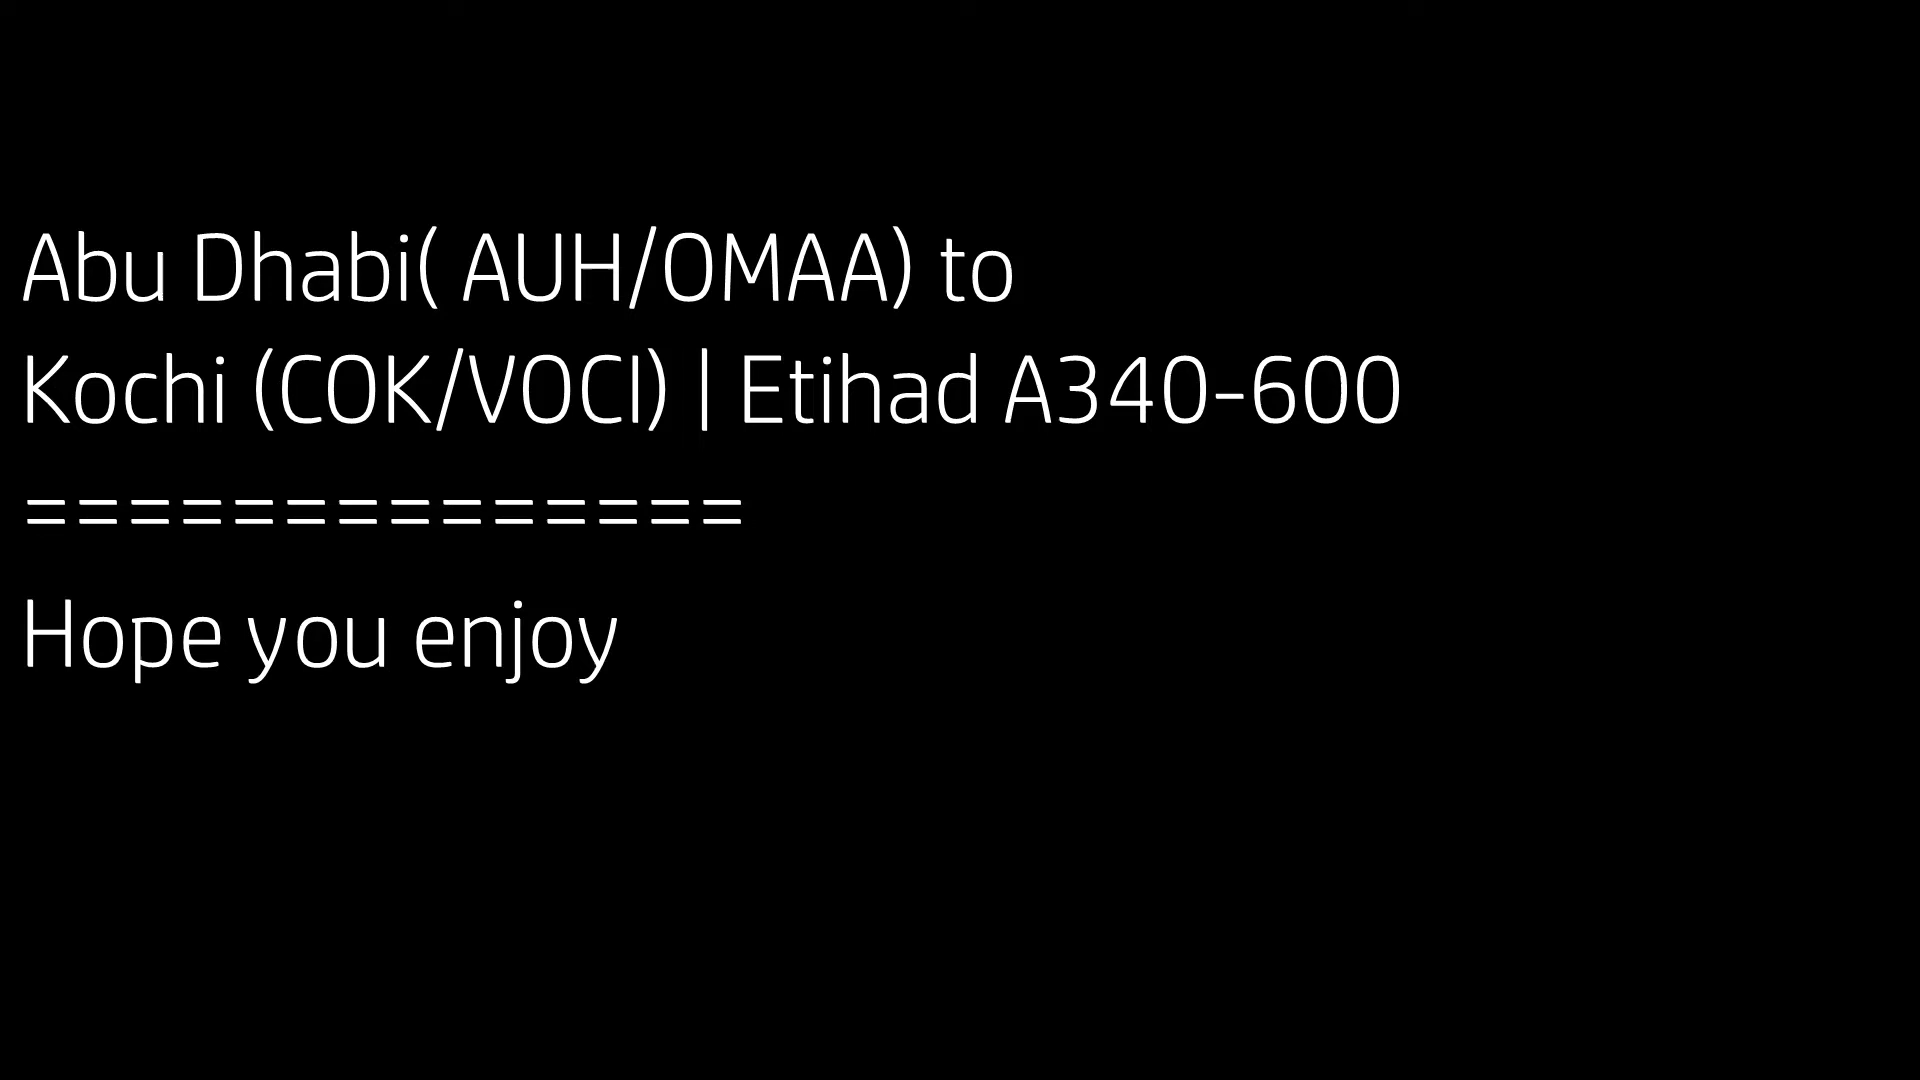 Abu Dhabi( AUH/OMAA) to
Kochi (COK/VOCI) | Etihad A340-600
==============
Hope you enjoy